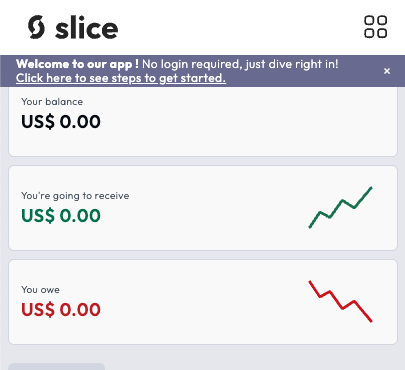 slice
Welcome to our app ! No login required, just dive right in!
Click here to see steps to get started.
×
Your balance
US$ 0.00
You're going to receive
US$ 0.00
You owe
US$ 0.00